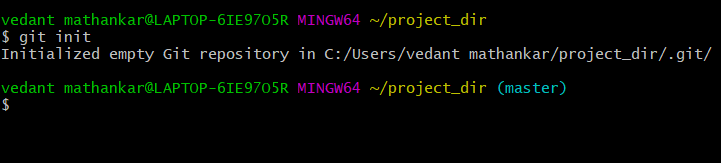 vedant mathankar@LAPTOP-6IE97O5R MINGW64 ~/project_dir
$ git init
Initialized empty Git repository in C:/Users/vedant mathankar/project_dir/.git/
vedant mathankar@LAPTOP-6IE97O5R MINGW64 ~/project_dir (master)
$